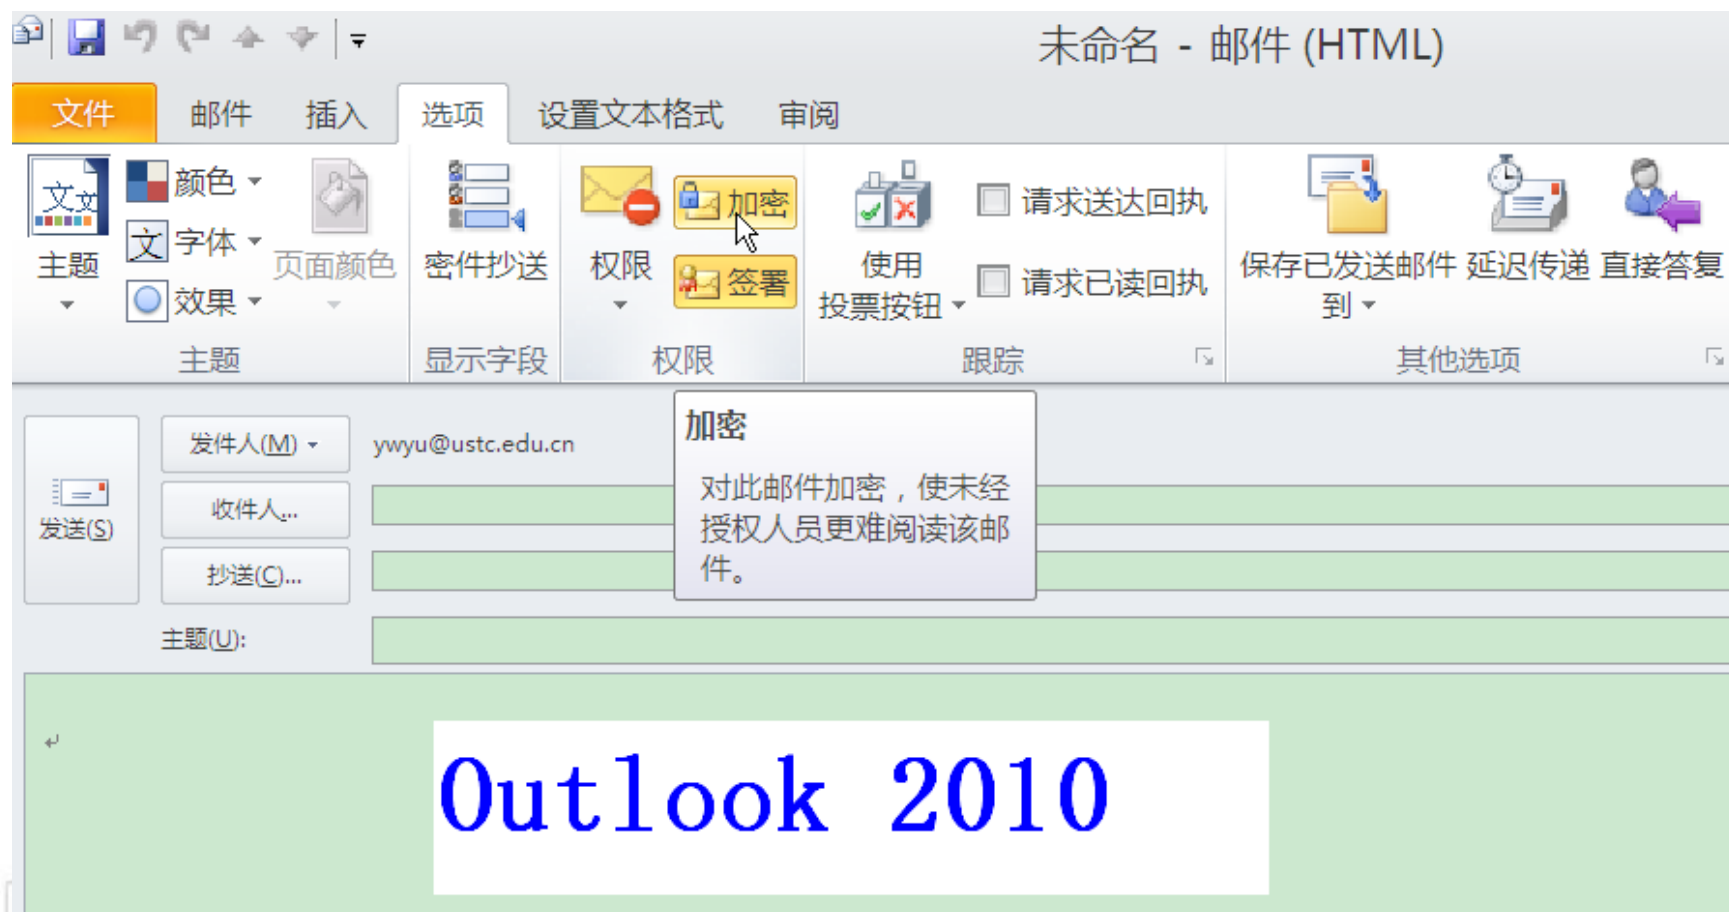 未命名 - 邮件 (HTML)
文件 邮件 插入 选项 设置文本格式 审阅
文文
主题
颜色
文 字体
效果
页面颜色
主题
密件抄送
显示字段
权限
加密
签署
权限
使用
投票按钮
请求送达回执
请求已读回执
跟踪
保存已发送邮件
到
延迟传递
直接答复
其他选项
发送(S)
发件人(M) ywyu@ustc.edu.cn
收件人...
抄送(C)...
主题(U):
加密
对此邮件加密，使未经
授权人员更难阅读该邮
件。
Outlook 2010